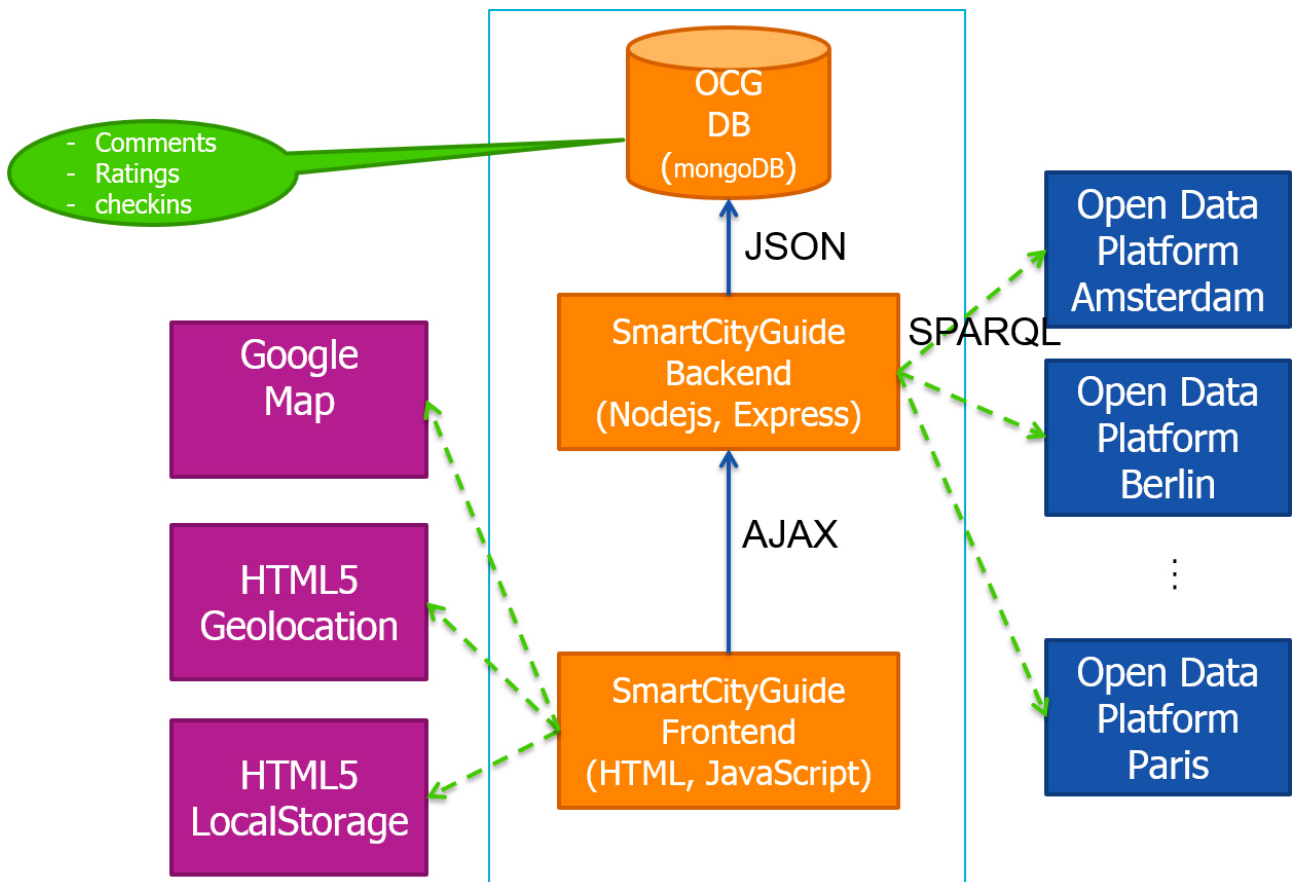 OCG
DB
(mongoDB)
- Comments
- Ratings
- checkins
JSON
Open Data
Platform
Amsterdam
SmartCityGuide
Backend
(Nodejs, Express)
SPARQL
Google
Map
Open Data
Platform
Berlin
AJAX
HTML5
Geolocation
⋮
SmartCityGuide
Frontend
(HTML, JavaScript)
Open Data
Platform
Paris
HTML5
LocalStorage